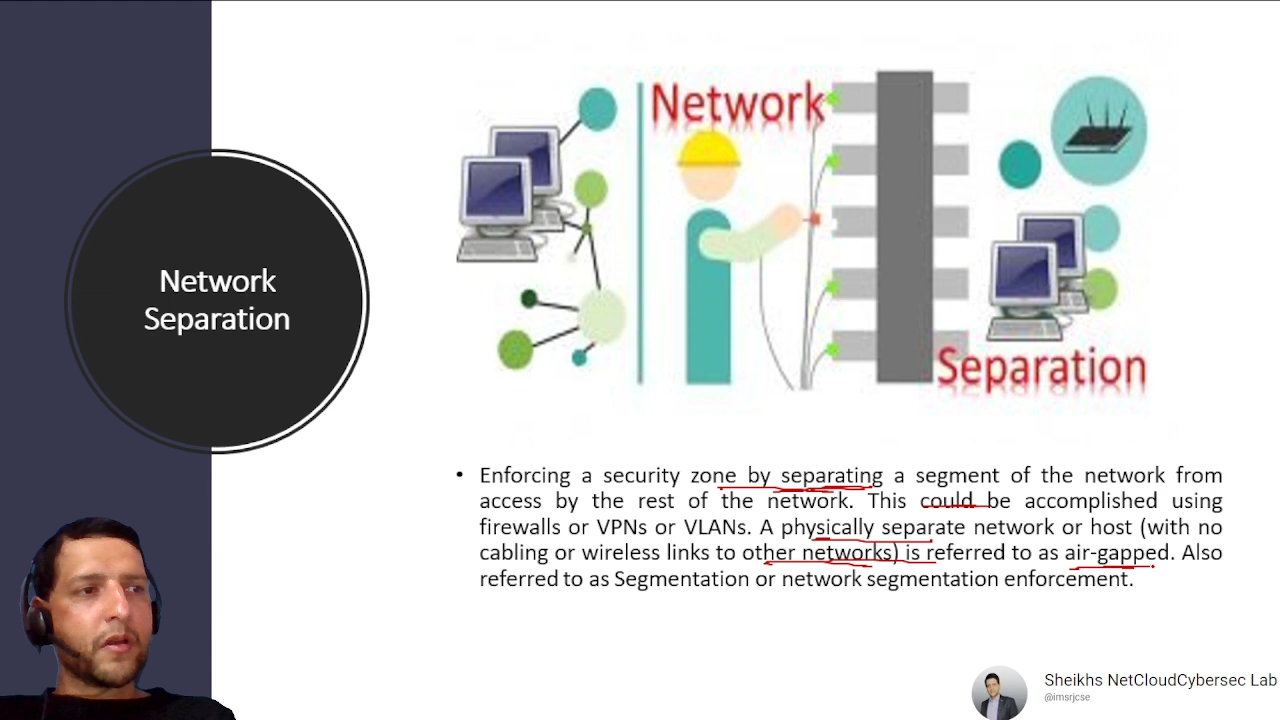 Network
Separation
Network
Separation
• Enforcing a security zone by separating a segment of the network from
access by the rest of the network. This could be accomplished using
firewalls or VPNs or VLANs. A physically separate network or host (with no
cabling or wireless links to other networks) is referred to as air-gapped. Also
referred to as Segmentation or network segmentation enforcement.
Sheikhs NetCloudCybersec Lab
@imsrjcse